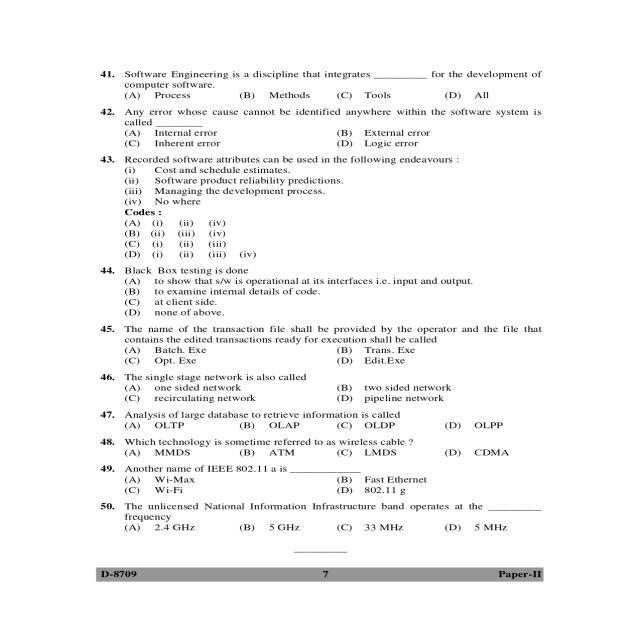 41. Software Engineering is a discipline that integrates _________ for the development of
computer software.
(A) Process (B) Methods (C) Tools (D) All
42. Any error whose cause cannot be identified anywhere within the software system is
called ________
(A) Internal error (B) External error
(C) Inherent error (D) Logic error
43. Recorded software attributes can be used in the following endeavours :
(i) Cost and schedule estimates.
(ii) Software product reliability predictions.
(iii) Managing the development process.
(iv) No where
Codes :
(A) (i) (ii) (iv)
(B) (ii) (iii) (iv)
(C) (i) (ii) (iii)
(D) (i) (ii) (iii) (iv)
44. Black Box testing is done
(A) to show that s/w is operational at its interfaces i.e. input and output.
(B) to examine internal details of code.
(C) at client side.
(D) none of above.
45. The name of the transaction file shall be provided by the operator and the file that
contains the edited transactions ready for execution shall be called
(A) Batch. Exe (B) Trans. Exe
(C) Opt. Exe (D) Edit.Exe
46. The single stage network is also called
(A) one sided network (B) two sided network
(C) recirculating network (D) pipeline network
47. Analysis of large database to retrieve information is called
(A) OLTP (B) OLAP (C) OLDP (D) OLPP
48. Which technology is sometime referred to as wireless cable ?
(A) MMDS (B) ATM (C) LMDS (D) CDMA
49. Another name of IEEE 802.11 a is ____________
(A) Wi-Max (B) Fast Ethernet
(C) Wi-Fi (D) 802.11 g
50. The unlicensed National Information Infrastructure band operates at the _________
frequency
(A) 2.4 GHz (B) 5 GHz (C) 33 MHz (D) 5 MHz
_________
D-8709 7 Paper-II